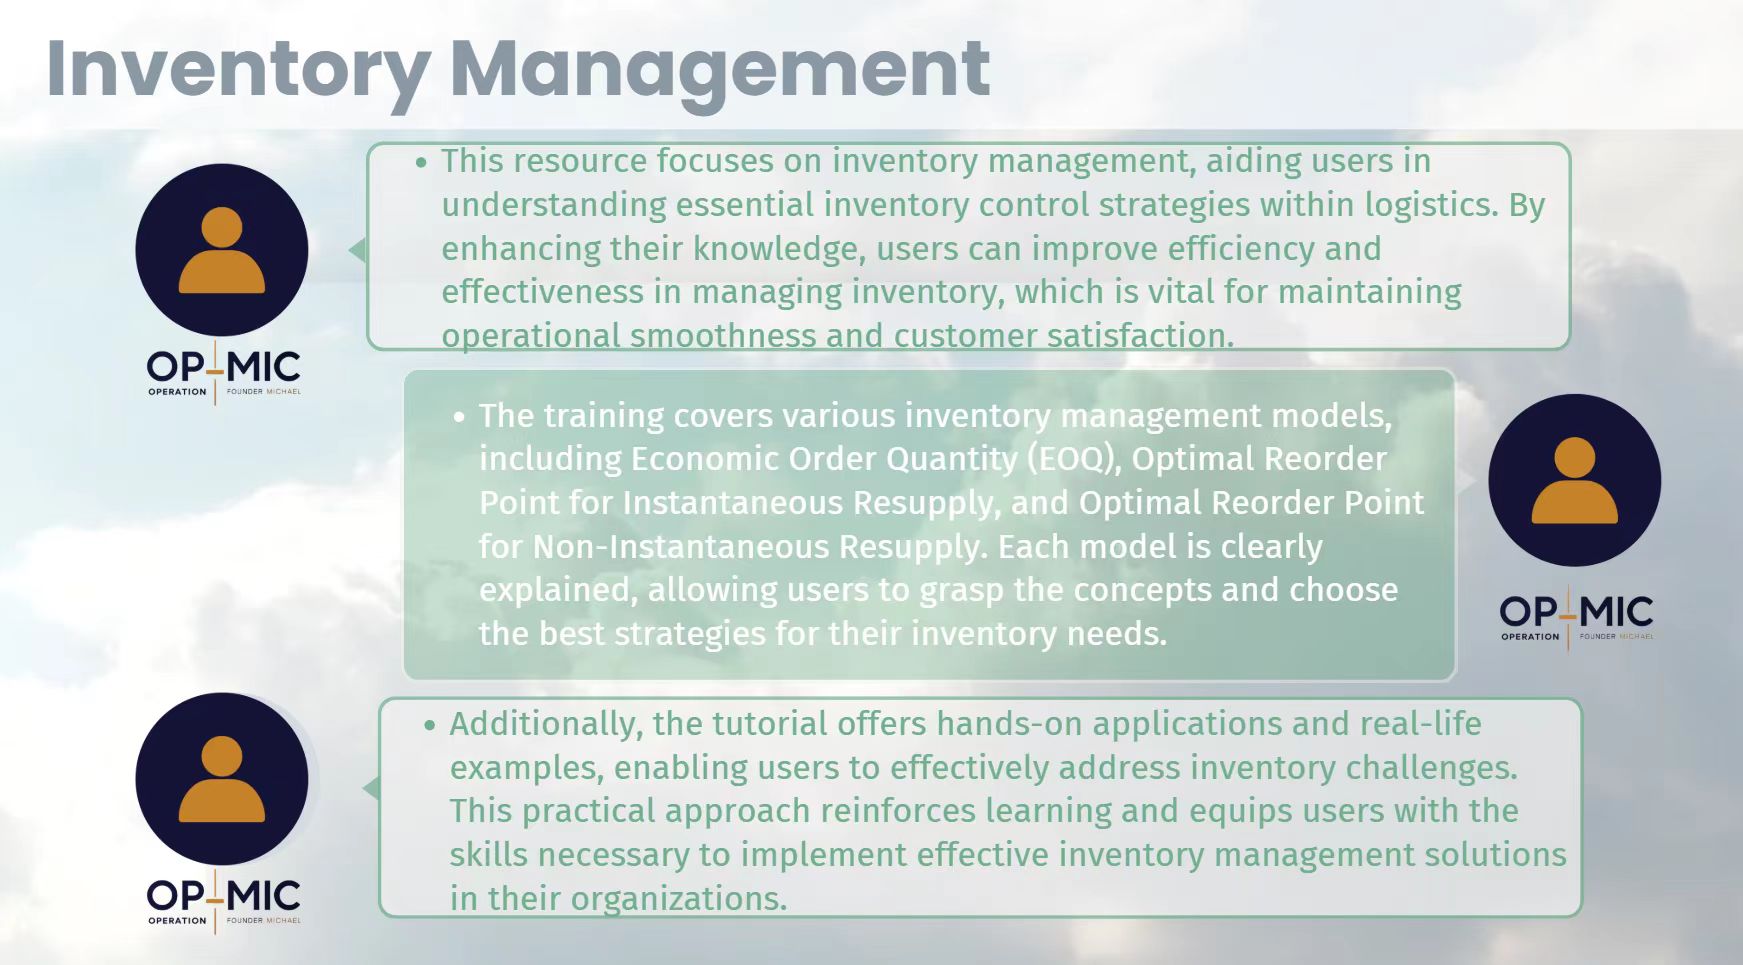 Inventory Management
• This resource focuses on inventory management, aiding users in
understanding essential inventory control strategies within logistics. By
enhancing their knowledge, users can improve efficiency and
effectiveness in managing inventory, which is vital for maintaining
operational smoothness and customer satisfaction.
OP MIC
OPERATION FOUNDER MICHAEL
• The training covers various inventory management models,
including Economic Order Quantity (EOQ), Optimal Reorder
Point for Instantaneous Resupply, and Optimal Reorder Point
for Non-Instantaneous Resupply. Each model is clearly
explained, allowing users to grasp the concepts and choose
the best strategies for their inventory needs.
OP MIC
OPERATION FOUNDER MICHAEL
• Additionally, the tutorial offers hands-on applications and real-life
examples, enabling users to effectively address inventory challenges.
This practical approach reinforces learning and equips users with the
skills necessary to implement effective inventory management solutions
in their organizations.
OP MIC
OPERATION FOUNDER MICHAEL